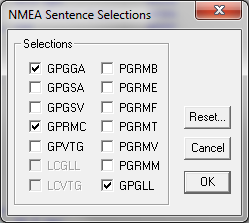 NMEA Sentence Selections
Selections
GPGGA PGRMB
GPGSA PGRME
GPGSV PGRMF
GPRMC PGRMT
GPVTG PGRMV
LCGLL PGRMM
LCVTG GPGLL
Reset...
Cancel
OK